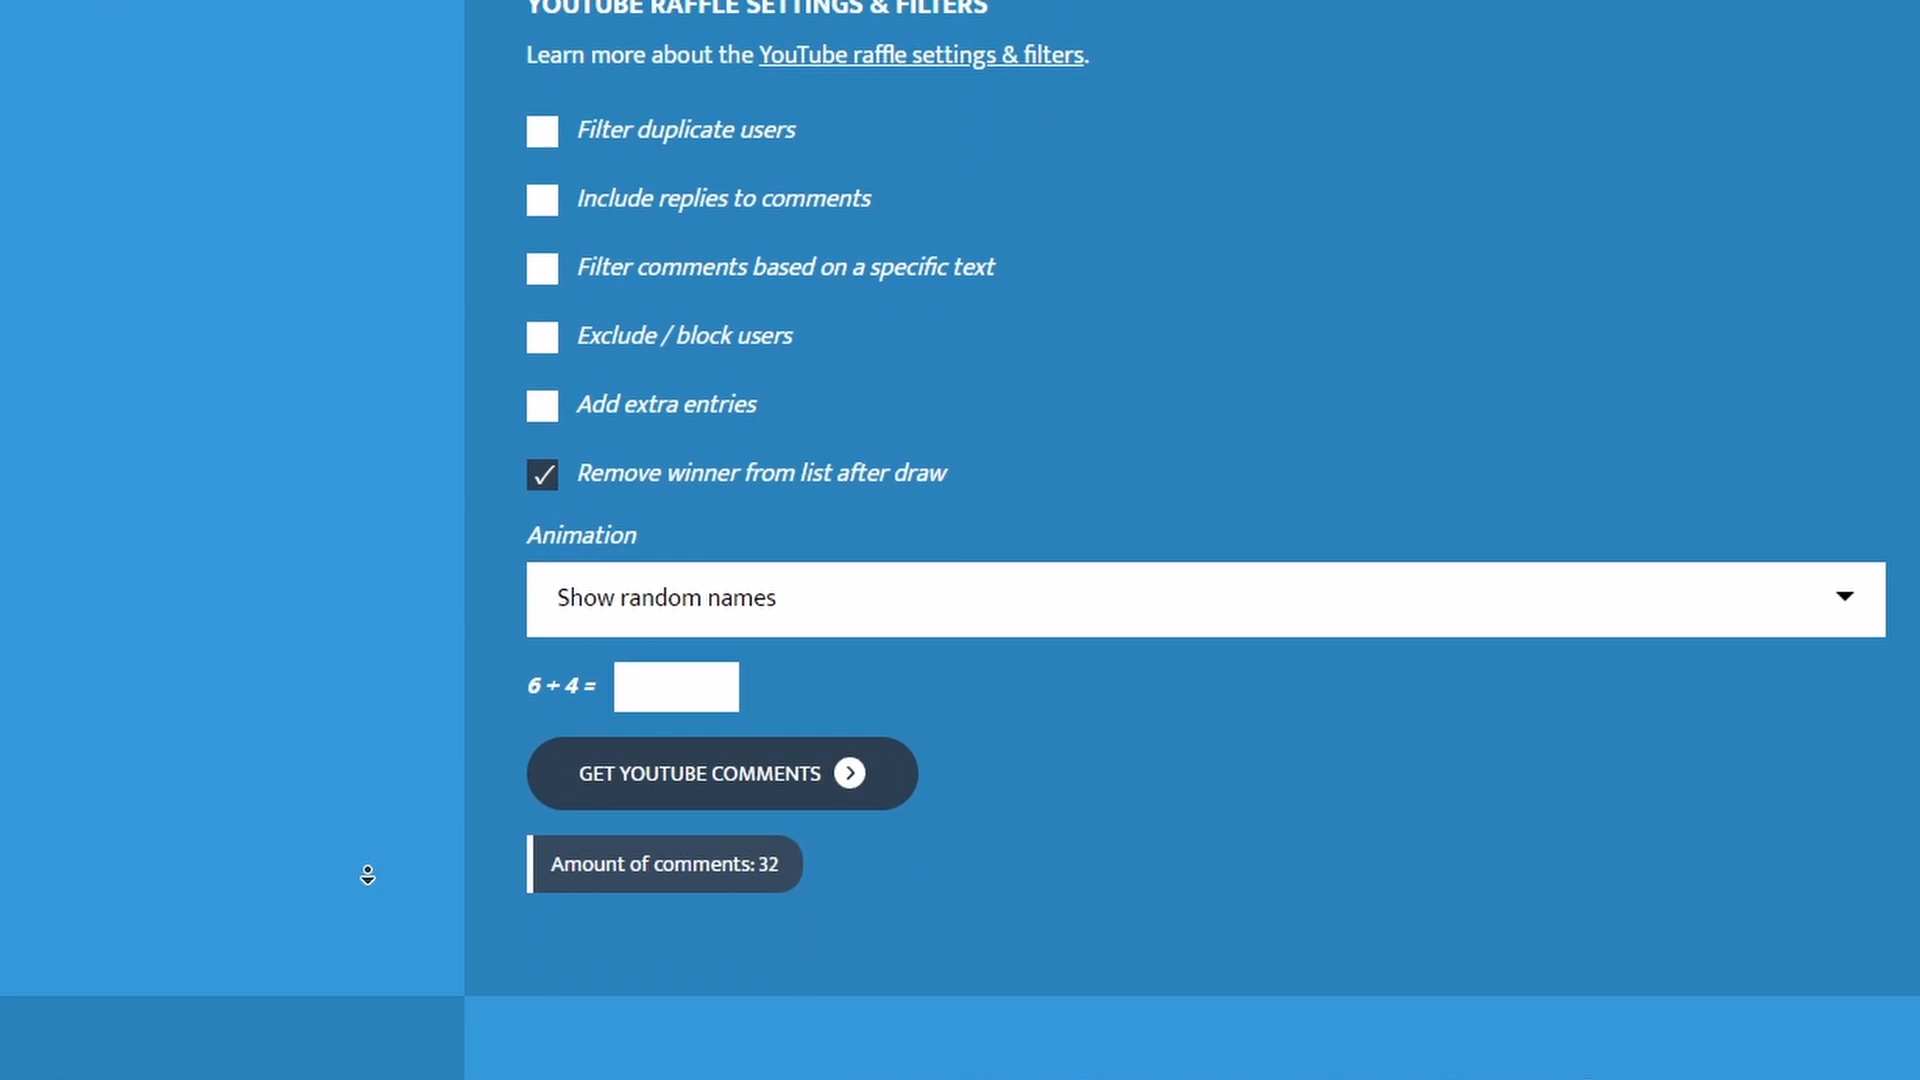 YOUTUBE RAFFLE SETTINGS & FILTERS
Learn more about the YouTube raffle settings & filters.
Filter duplicate users
Include replies to comments
Filter comments based on a specific text
Exclude / block users
Add extra entries
Remove winner from list after draw
Animation
Show random names
6 + 4 =
GET YOUTUBE COMMENTS
Amount of comments: 32